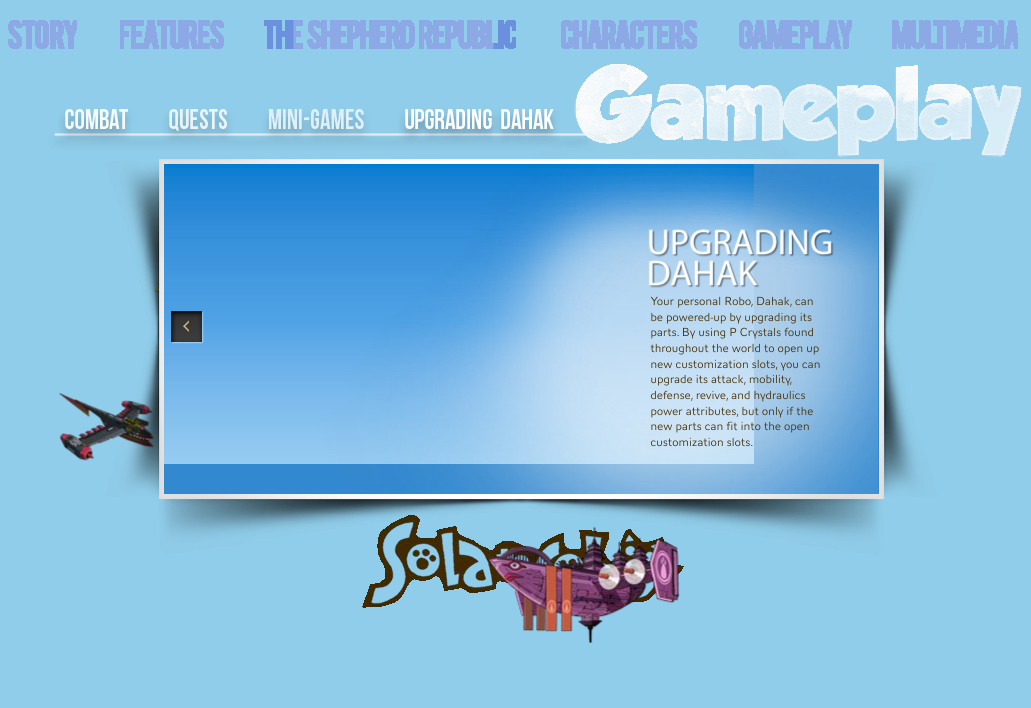 STORY FEATURES THE SHEPHERD REPUBLIC CHARACTERS GAMEPLAY MULTIMEDIA
Gameplay
COMBAT QUESTS MINI-GAMES UPGRADING DAHAK
UPGRADING
DAHAK
Your personal Robo, Dahak, can
be powered-up by upgrading its
parts. By using P Crystals found
throughout the world to open up
new customization slots, you can
upgrade its attack, mobility,
defense, revive, and hydraulics
power attributes, but only if the
new parts can fit into the open
customization slots.